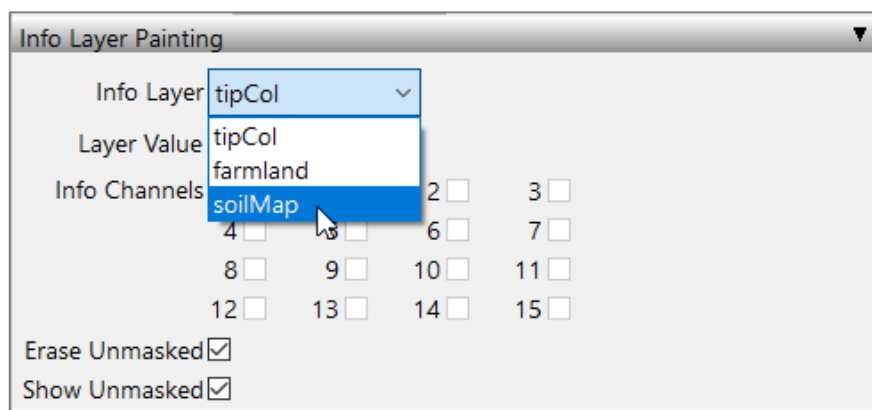 Info Layer Painting
Info Layer tipCol
Layer Value tipCol
farmland
Info Channels soilMap 2 3
4 6 7
8 9 10 11
12 13 14 15
Erase Unmasked
Show Unmasked